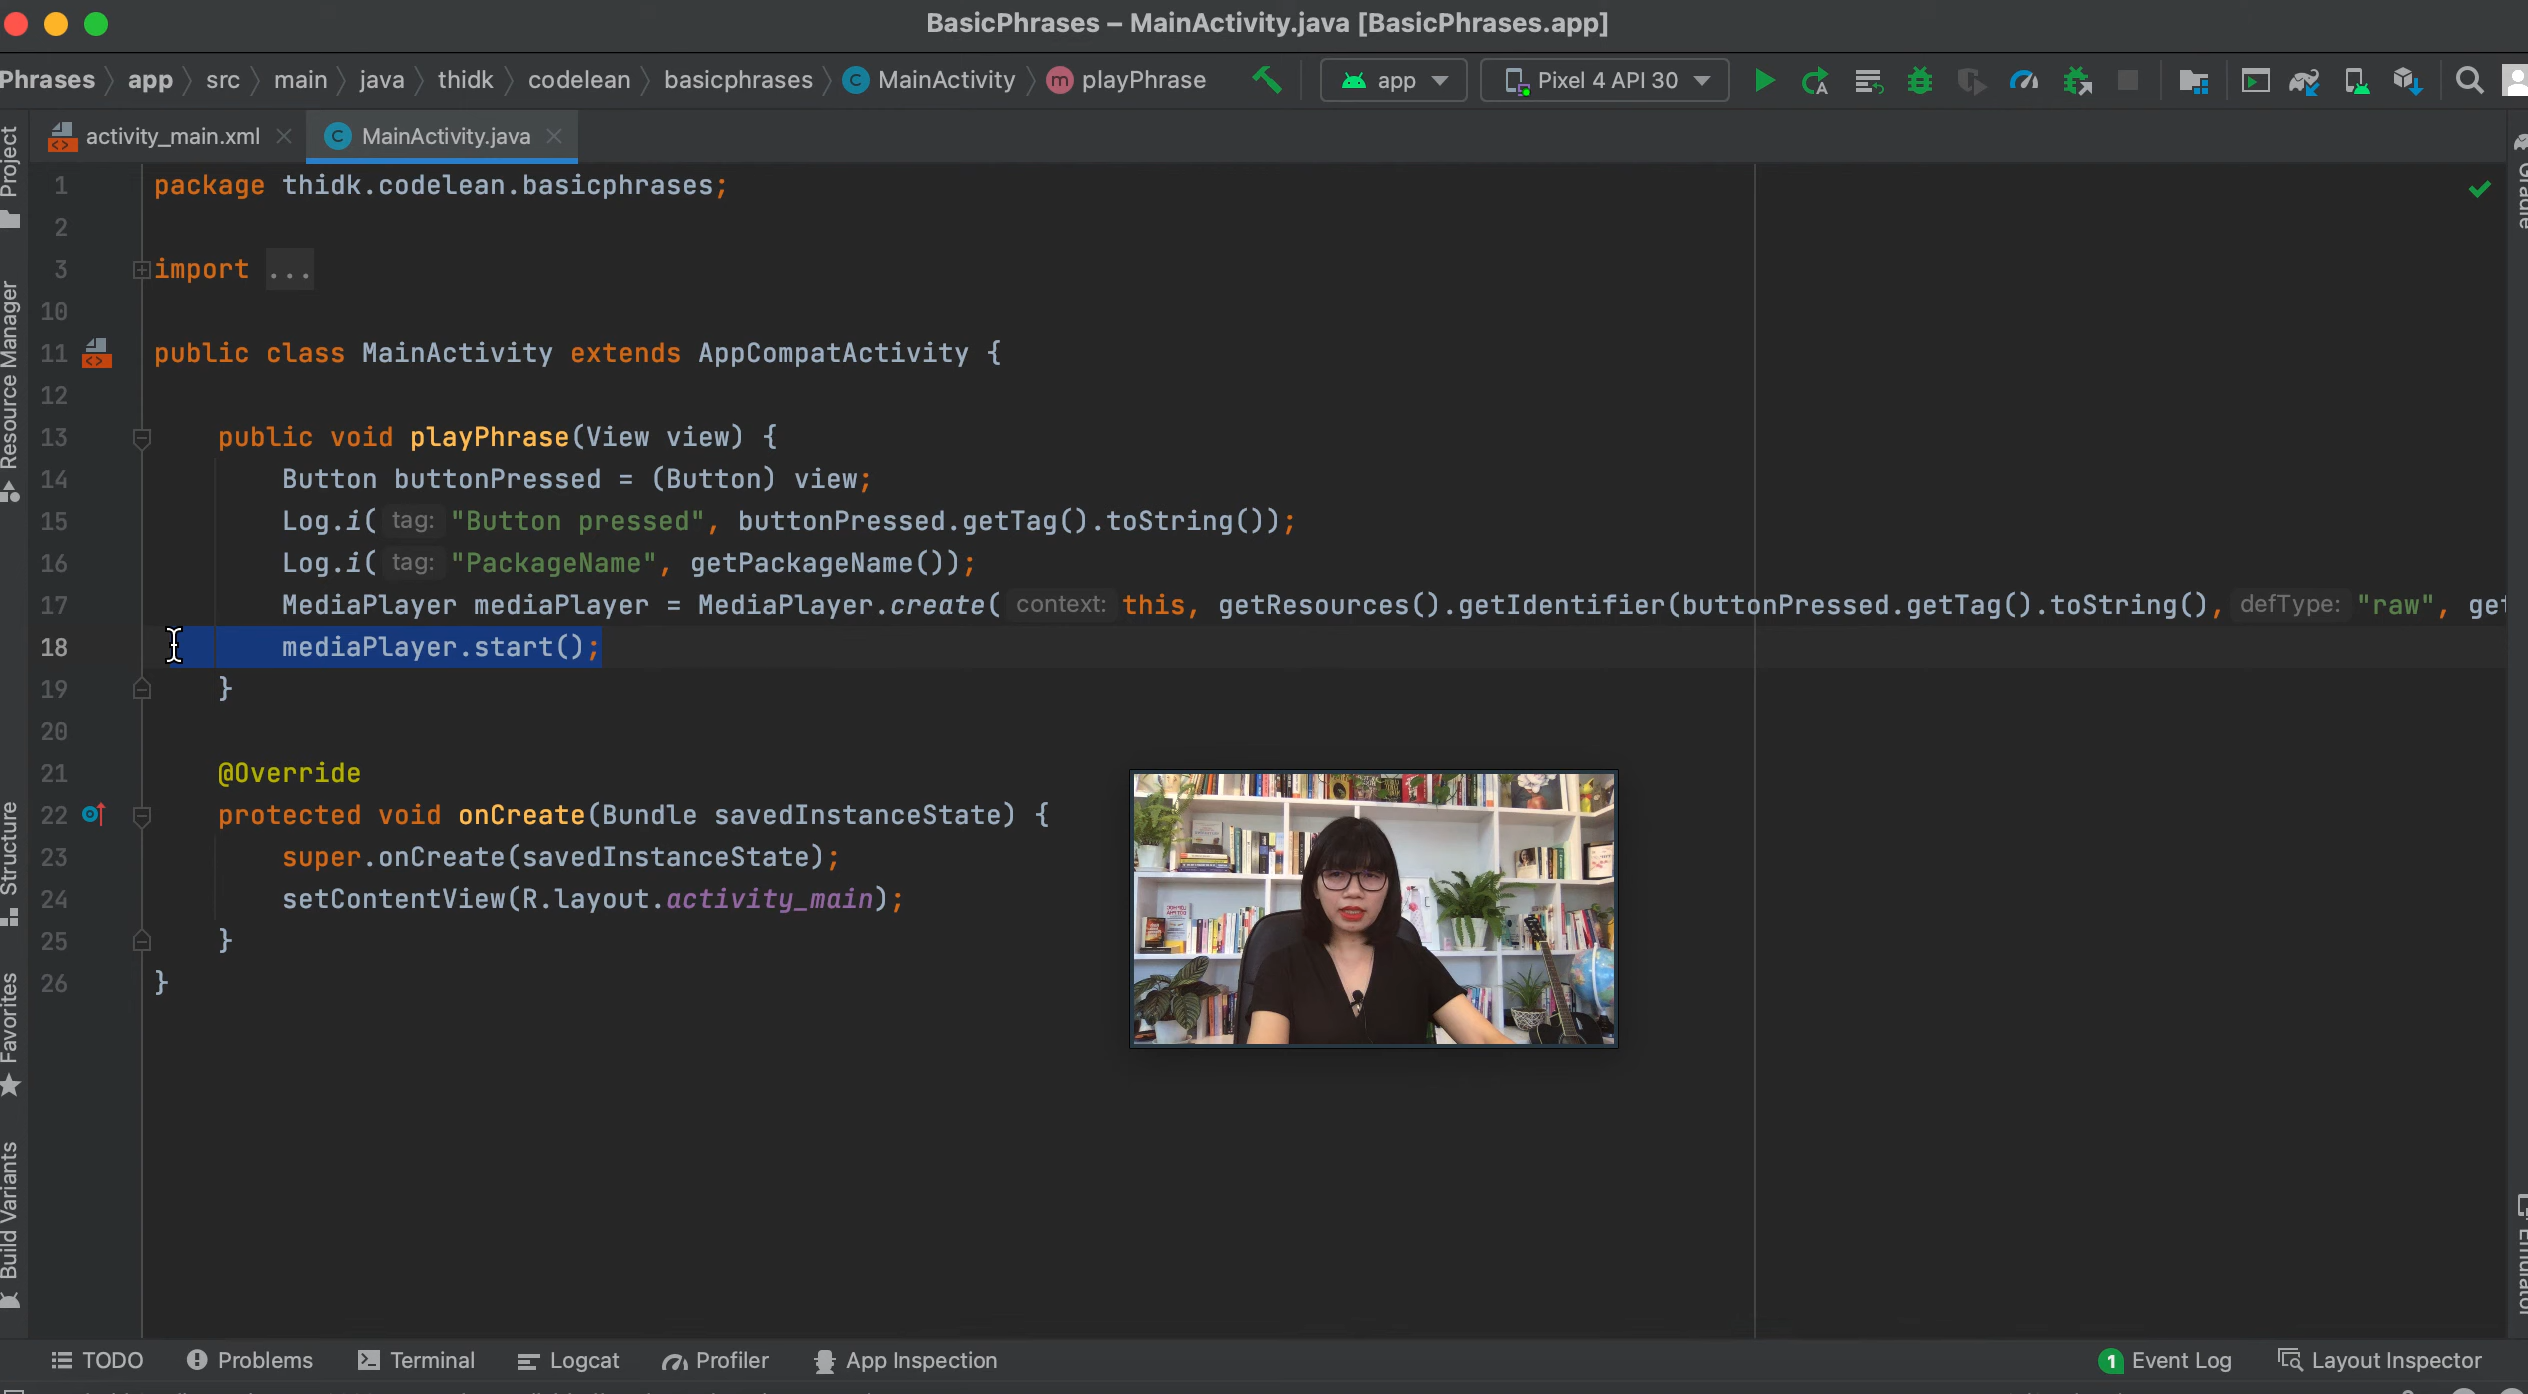 BasicPhrases – MainActivity.java [BasicPhrases.app]
Phrases app src main java thidk codelean basicphrases MainActivity playPhrase app Pixel 4 API 30
activity_main.xml MainActivity.java
Project
Resource Manager
Structure
Favorites
Build Variants
Gradle
Emulator
1 package thidk.codelean.basicphrases;
2
3 import ...
10
11 public class MainActivity extends AppCompatActivity {
12
13 public void playPhrase(View view) {
14 Button buttonPressed = (Button) view;
15 Log.i( tag: "Button pressed", buttonPressed.getTag().toString());
16 Log.i( tag: "PackageName", getPackageName());
17 MediaPlayer mediaPlayer = MediaPlayer.create( context: this, getResources().getIdentifier(buttonPressed.getTag().toString(), defType: "raw", get
18 mediaPlayer.start();
19 }
20
21 @Override
22 protected void onCreate(Bundle savedInstanceState) {
23 super.onCreate(savedInstanceState);
24 setContentView(R.layout.activity_main);
25 }
26 }
TODO Problems Terminal Logcat Profiler App Inspection 1 Event Log Layout Inspector